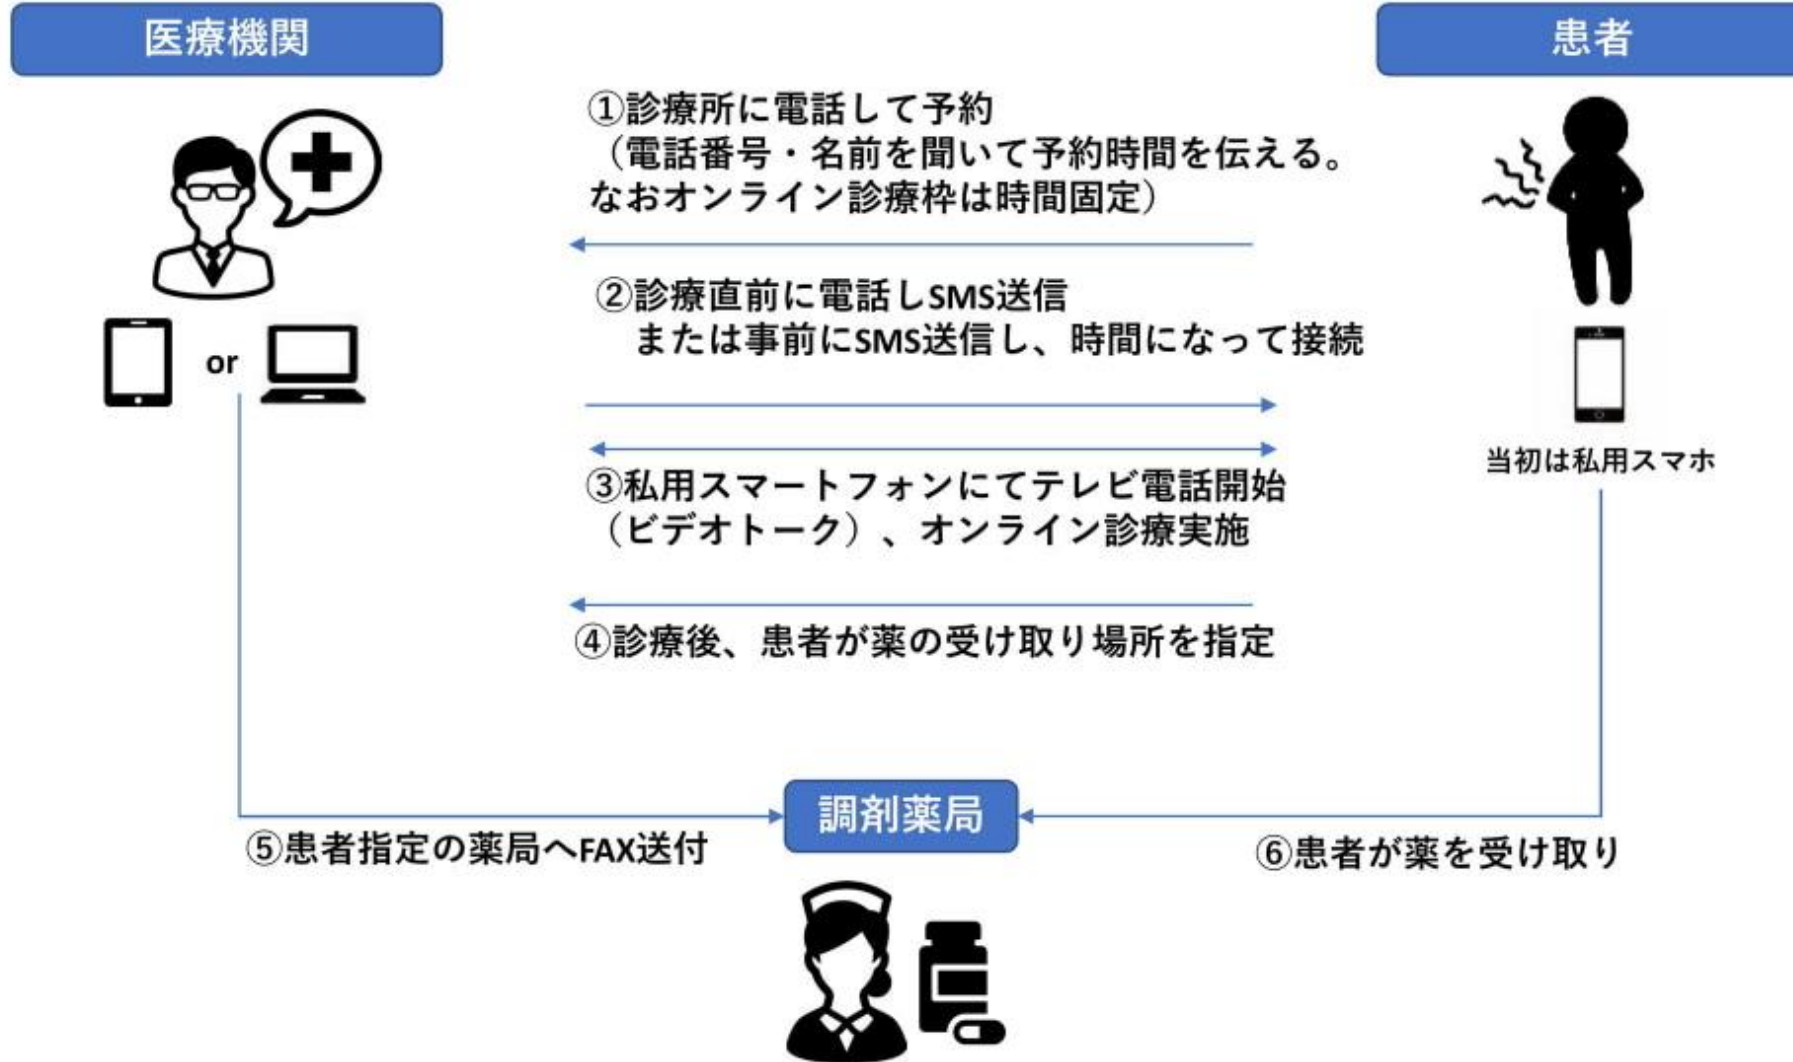 医療機関
患者
①診療所に電話して予約
（電話番号・名前を聞いて予約時間を伝える。
なおオンライン診療枠は時間固定）
②診療直前に電話しSMS送信
または事前にSMS送信し、時間になって接続
or
③私用スマートフォンにてテレビ電話開始
（ビデオトーク）、オンライン診療実施
当初は私用スマホ
④診療後、患者が薬の受け取り場所を指定
調剤薬局
⑤患者指定の薬局へFAX送付
⑥患者が薬を受け取り